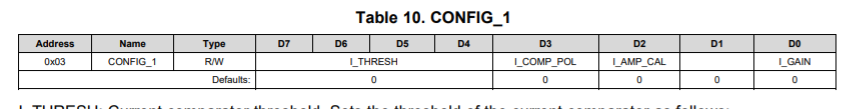 Table 10. CONFIG_1
Address Name Type D7 D6 D5 D4 D3 D2 D1 D0
0x03 CONFIG_1 R/W I_THRESH I_COMP_POL I_AMP_CAL I_GAIN
Defaults: 0 0 0 0 0
I_THRESH: Current comparator threshold. Sets the threshold of the current comparator as follows: